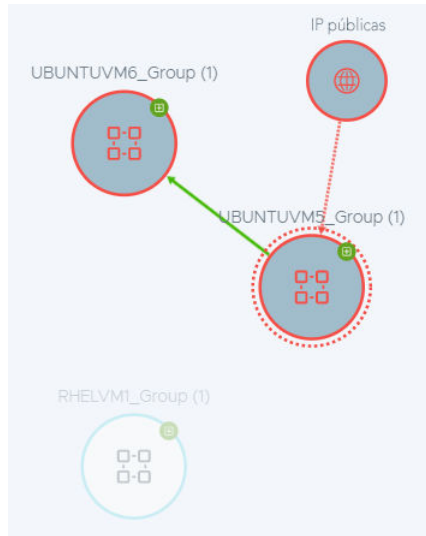 IP públicas
UBUNTUVM6_Group (1)
UBUNTUVM5_Group (1)
RHELVM1_Group (1)